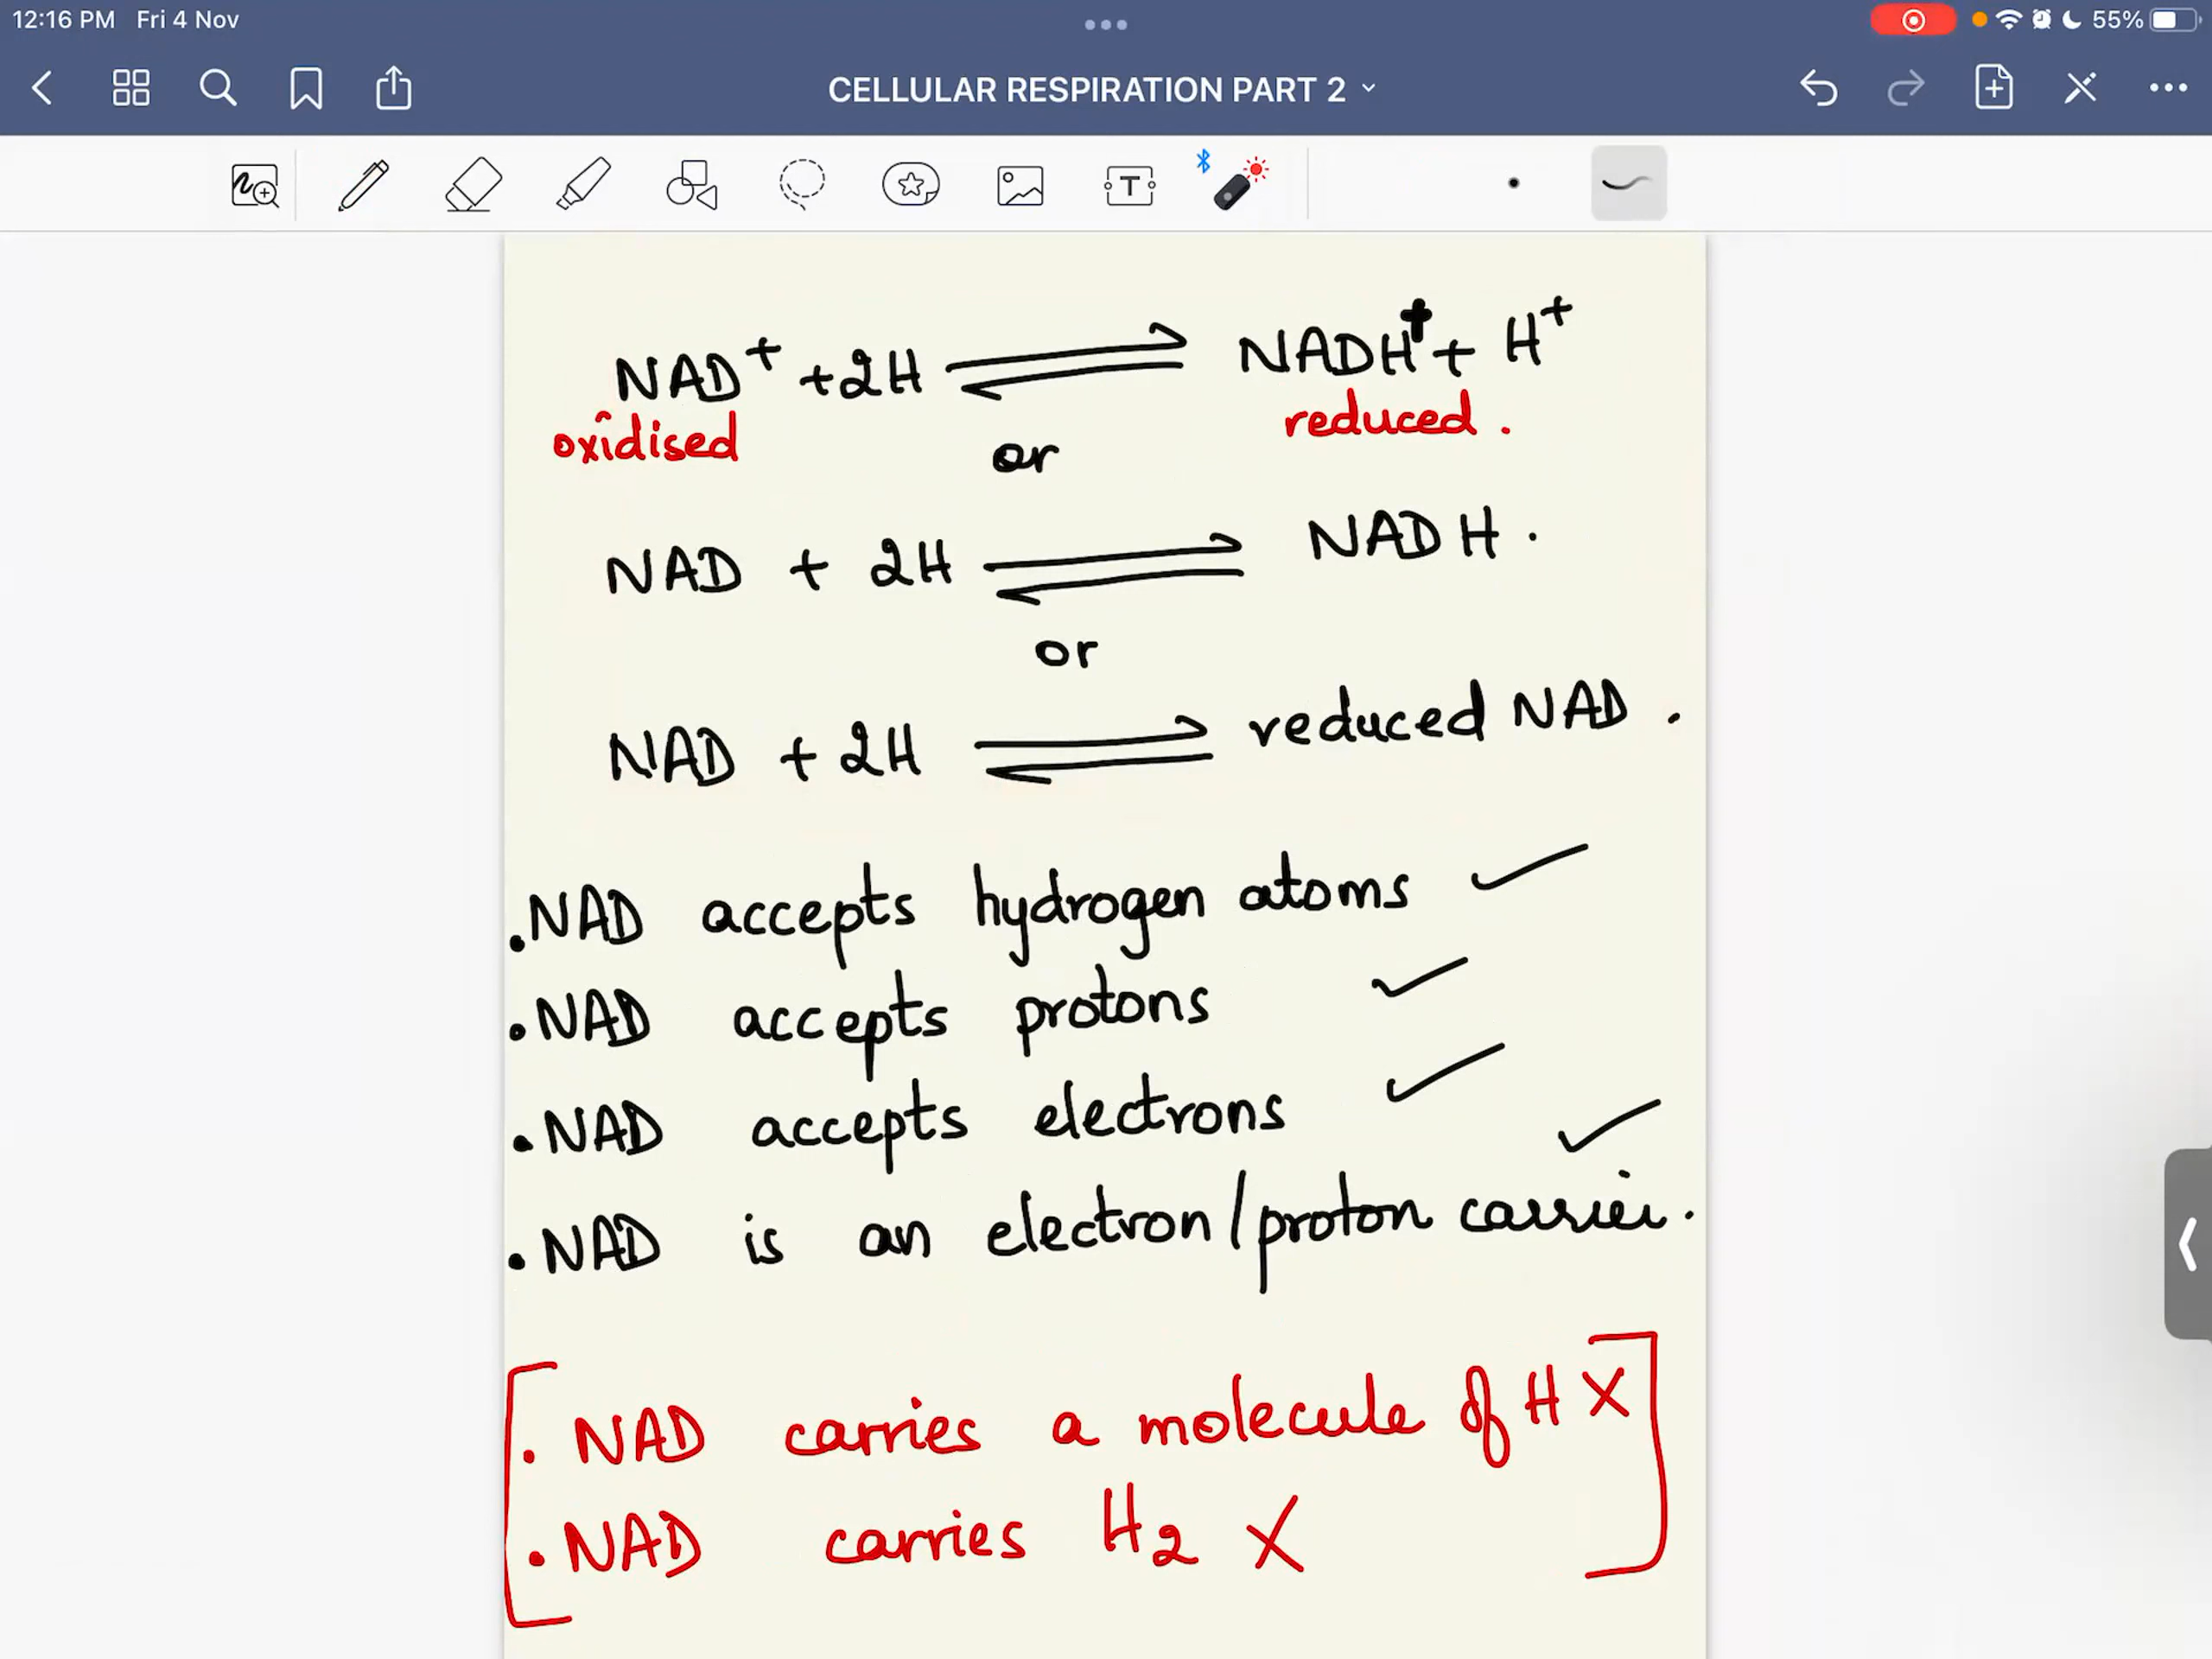 12:16 PM Fri 4 Nov
55%
CELLULAR RESPIRATION PART 2
T
NAD⁺ +2H ⇌ NADH⁺ + H⁺
oxidised reduced .
or
NAD + 2H ⇌ NADH .
or
NAD + 2H ⇌ reduced NAD .
.NAD accepts hydrogen atoms ✓
.NAD accepts protons ✓
.NAD accepts electrons ✓
.NAD is an electron/proton carrier. ✓
[. NAD carries a molecule of H X
.NAD carries H₂ X ]